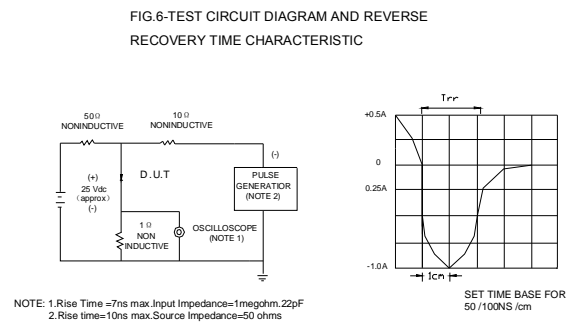 FIG.6-TEST CIRCUIT DIAGRAM AND REVERSE
RECOVERY TIME CHARACTERISTIC
50Ω
NONINDUCTIVE
10Ω
NONINDUCTIVE
(+)
25 Vdc
(approx)
(-)
D.U.T
(-)
PULSE
GENERATIOR
(NOTE 2)
1Ω
NON
INDUCTIVE
OSCILLOSCOPE
(NOTE 1)
Trr
+0.5A
0
0.25A
-1.0A
1cm
SET TIME BASE FOR
50 /100NS /cm
NOTE: 1.Rise Time =7ns max.Input Impedance=1megohm.22pF
2.Rise time=10ns max.Source Impedance=50 ohms